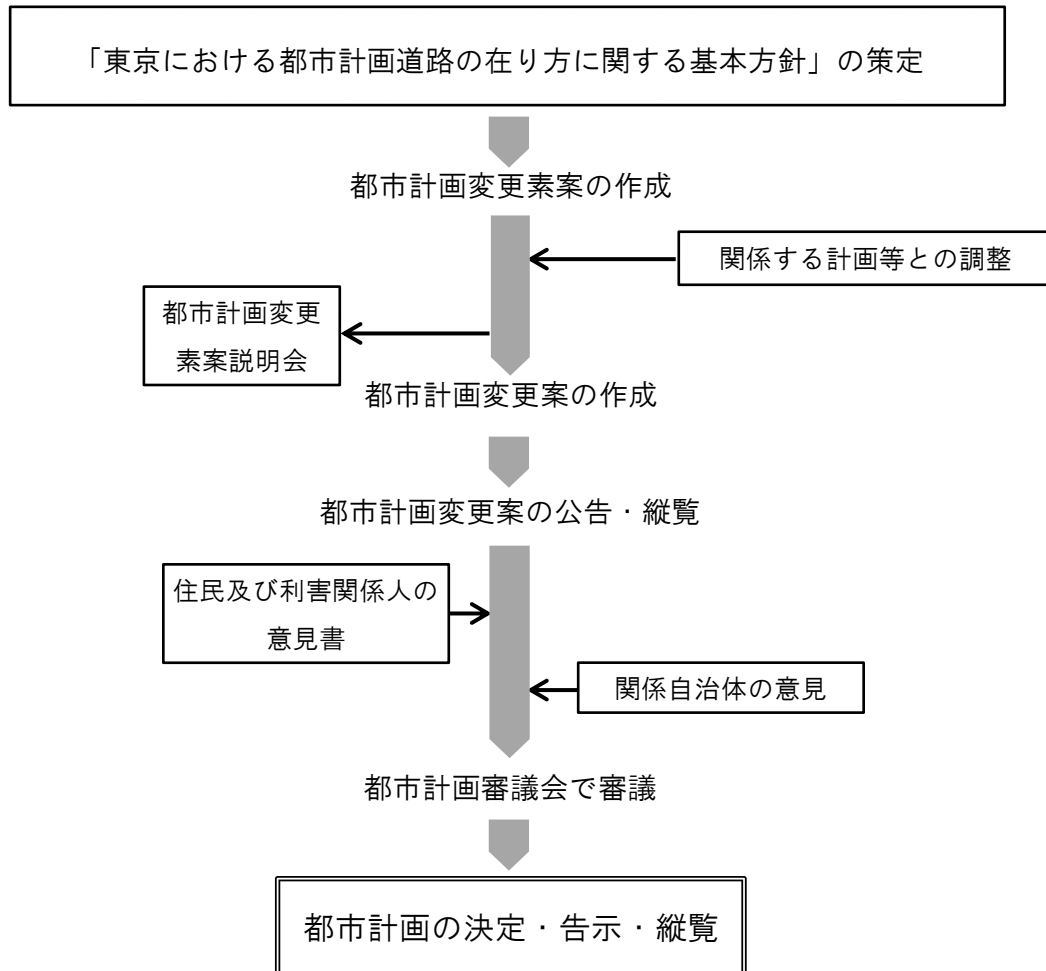 「東京における都市計画道路の在り方に関する基本方針」の策定
都市計画変更素案の作成
関係する計画等との調整
都市計画変更
素案説明会
都市計画変更案の作成
都市計画変更案の公告・縦覧
住民及び利害関係人の
意見書
関係自治体の意見
都市計画審議会で審議
都市計画の決定・告示・縦覧